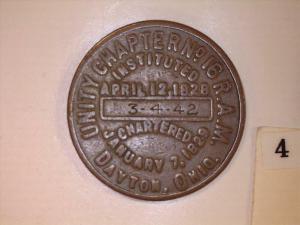 UNITY CHAPTER No 16 R.A.M.
INSTITUTED
APRIL 12, 1828
3-4-42
CHARTERED
JANUARY 7, 1829
DAYTON, OHIO.
4